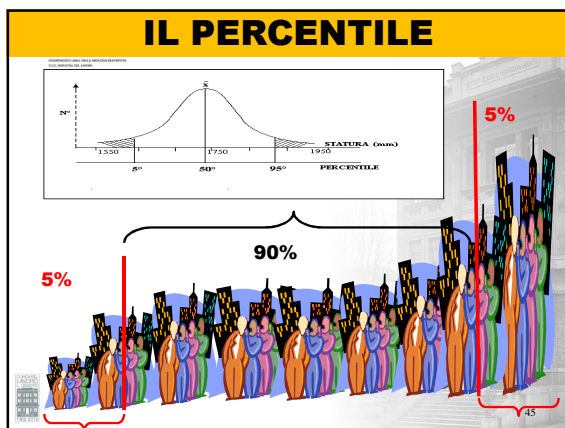 IL PERCENTILE
x̄
N°
STATURA (mm)
1550
1750
1950
5°
50°
95°
PERCENTILE
5%
90%
5%
45